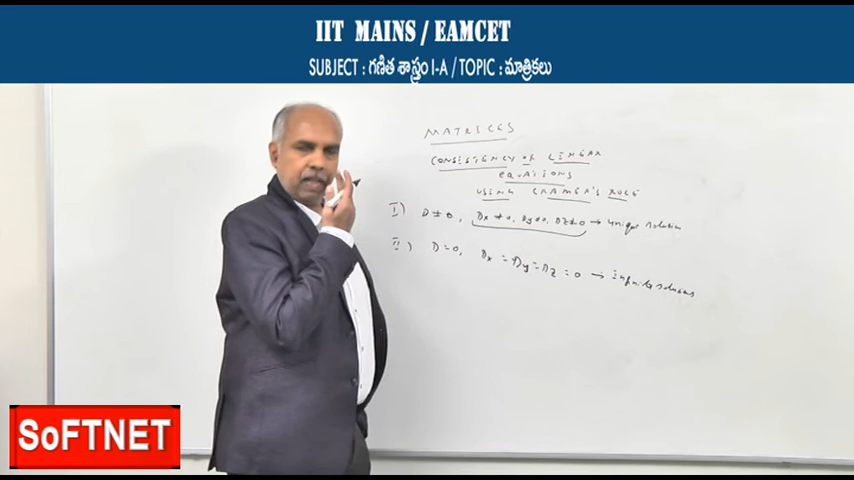 IIT MAINS / EAMCET
SUBJECT : గణిత శాస్త్రం I-A / TOPIC : మాత్రికలు
MATRICES
CONSISTENCY OF LINEAR
EQUATIONS
USING CRAMER'S RULE
I) D ≠ 0, Dx ≠ 0, Dy ≠ 0, Dz ≠ 0 → Unique solution
II) D = 0, Dx = Dy = Dz = 0 → Infinite solutions
SoFTNET